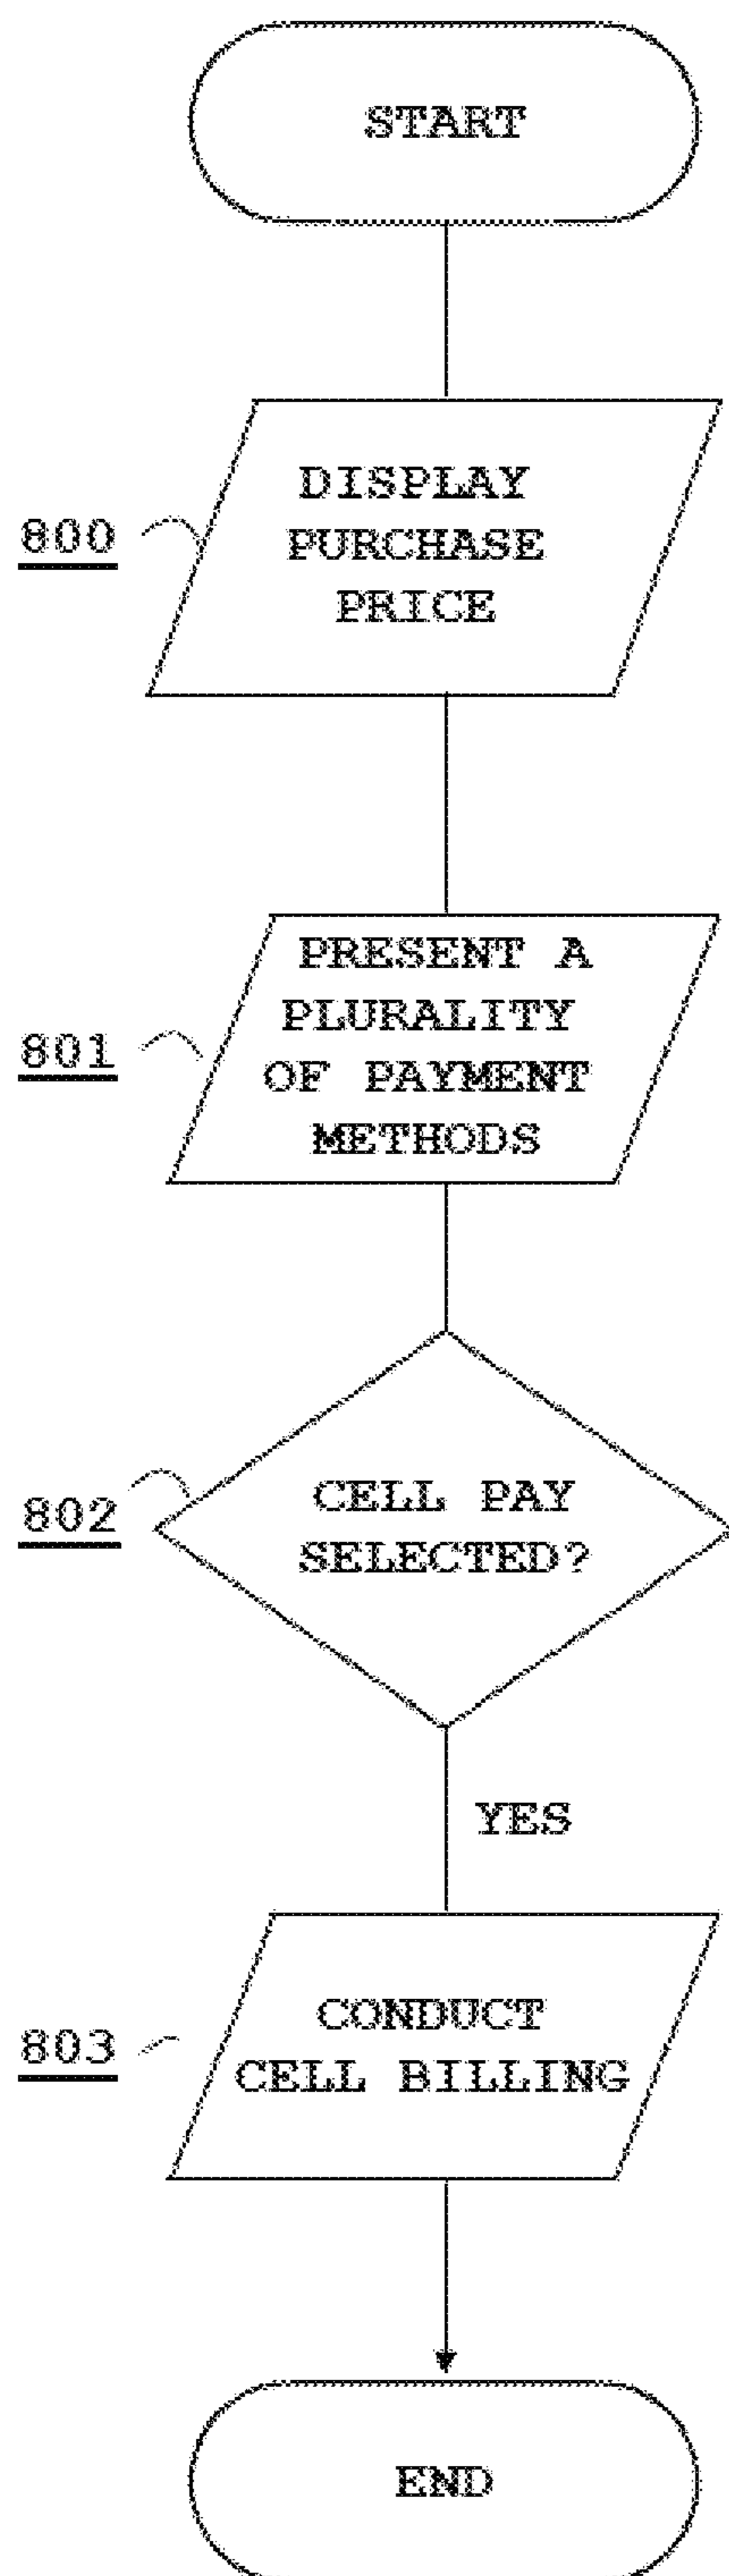 START
DISPLAY
PURCHASE
PRICE
800
PRESENT A
PLURALITY
OF PAYMENT
METHODS
801
CELL PAY
SELECTED?
802
YES
CONDUCT
CELL BILLING
803
END